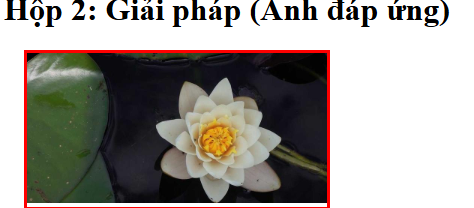 Hộp 2: Giải pháp (Ảnh đáp ứng)